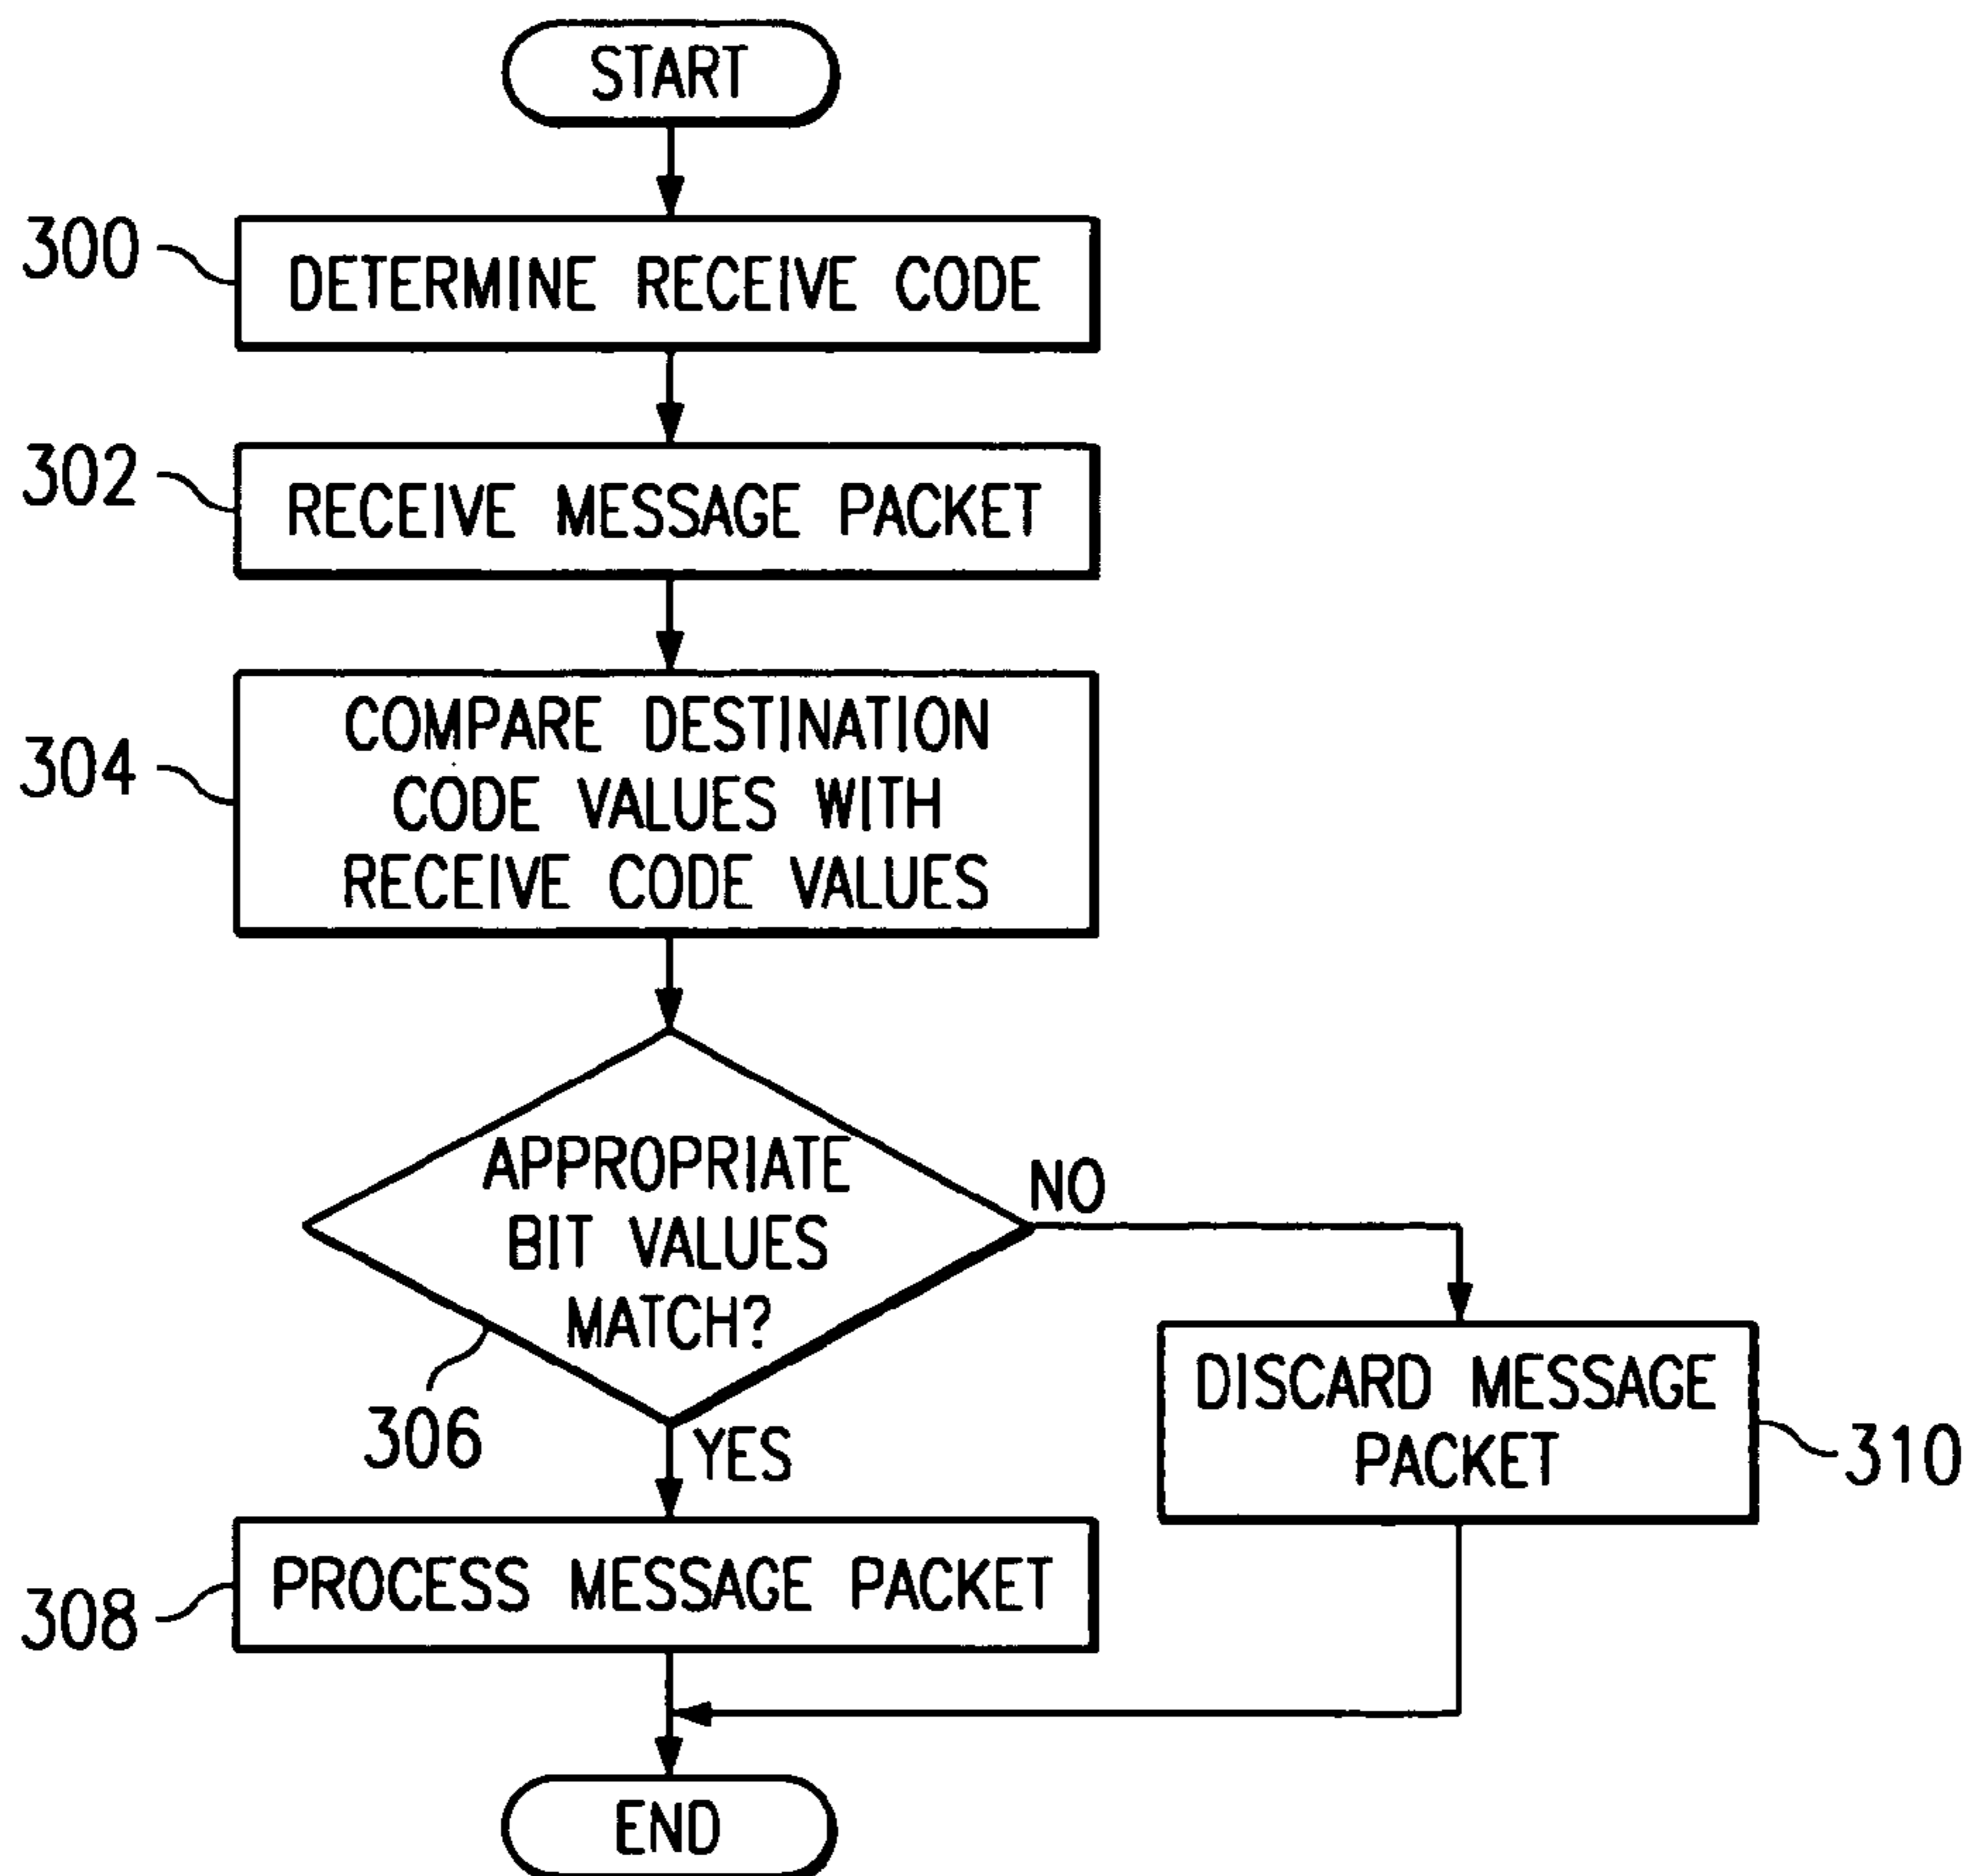 START
300
DETERMINE RECEIVE CODE
302
RECEIVE MESSAGE PACKET
304
COMPARE DESTINATION
CODE VALUES WITH
RECEIVE CODE VALUES
APPROPRIATE
BIT VALUES
MATCH?
NO
306
YES
DISCARD MESSAGE
PACKET
310
308
PROCESS MESSAGE PACKET
END